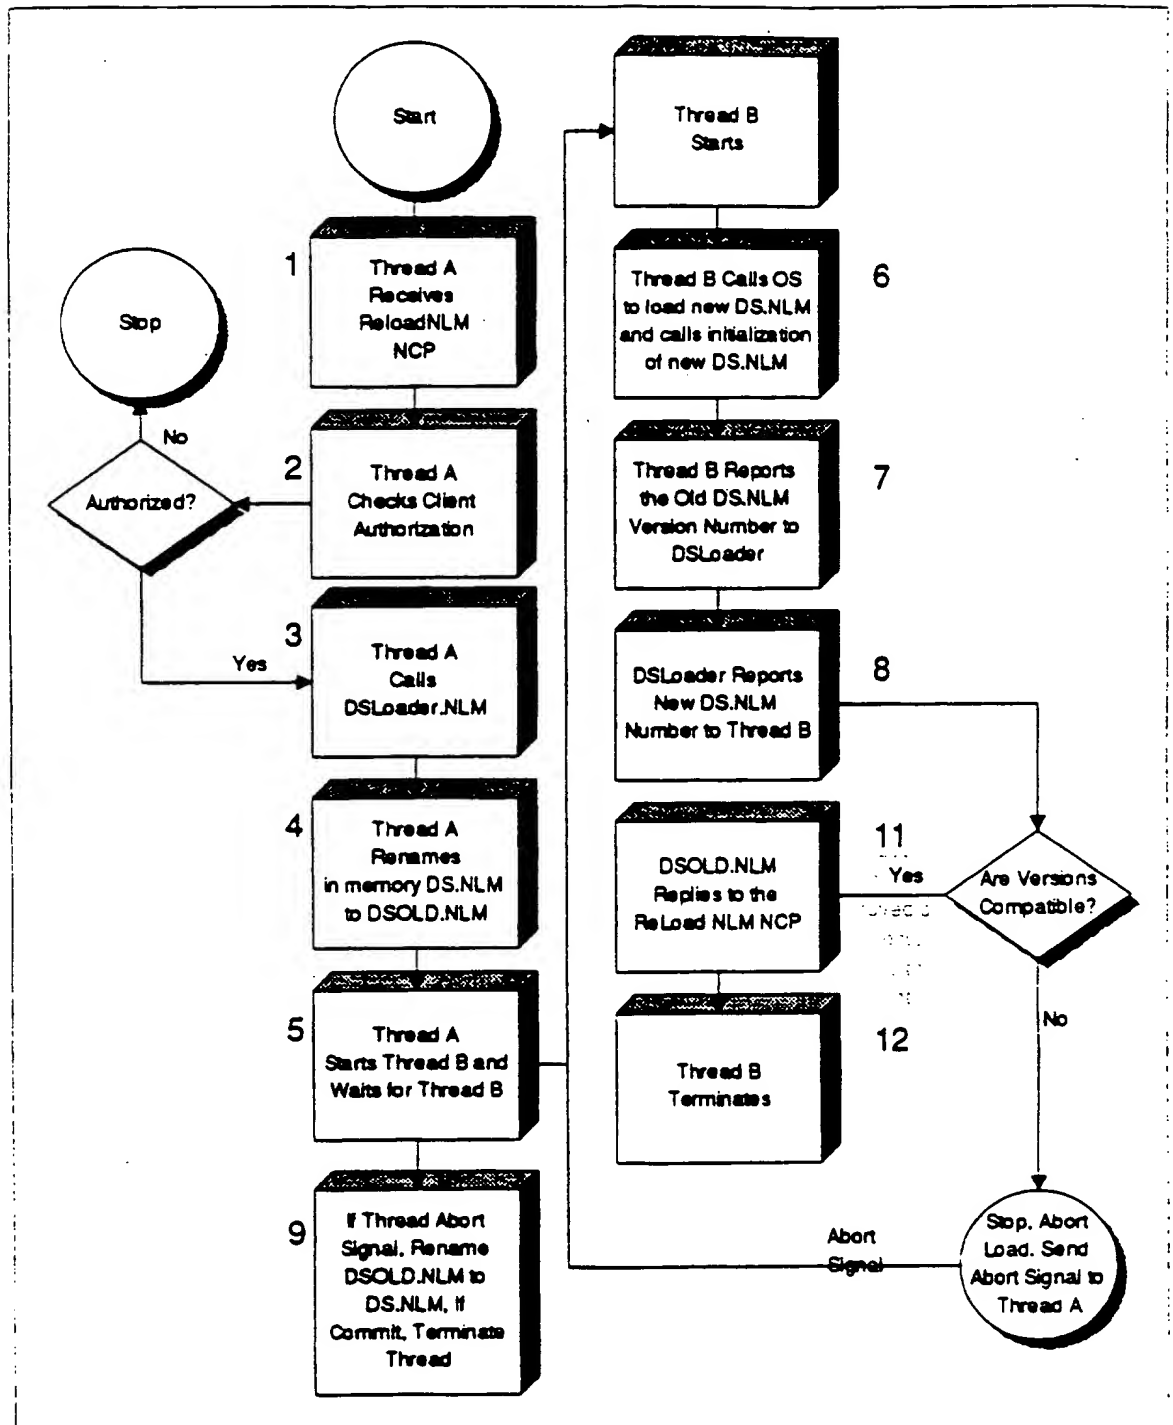 Start
1
Thread A
Receives
ReloadNLM
NCP
Stop
No
Authorized?
2
Thread A
Checks Client
Authorization
Yes
3
Thread A
Calls
DSLoader.NLM
4
Thread A
Renames
in memory DS.NLM
to DSOLD.NLM
5
Thread A
Starts Thread B and
Waits for Thread B
9
If Thread Abort
Signal, Rename
DSOLD.NLM to
DS.NLM, If
Commit, Terminate
Thread
Thread B
Starts
6
Thread B Calls OS
to load new DS.NLM
and calls initialization
of new DS.NLM
7
Thread B Reports
the Old DS.NLM
Version Number to
DSLoader
8
DSLoader Reports
New DS.NLM
Number to Thread B
Are Versions
Compatible?
Yes
11
DSOLD.NLM
Replies to the
ReLoad NLM NCP
12
Thread B
Terminates
No
Stop, Abort
Load. Send
Abort Signal to
Thread A
Abort
Signal